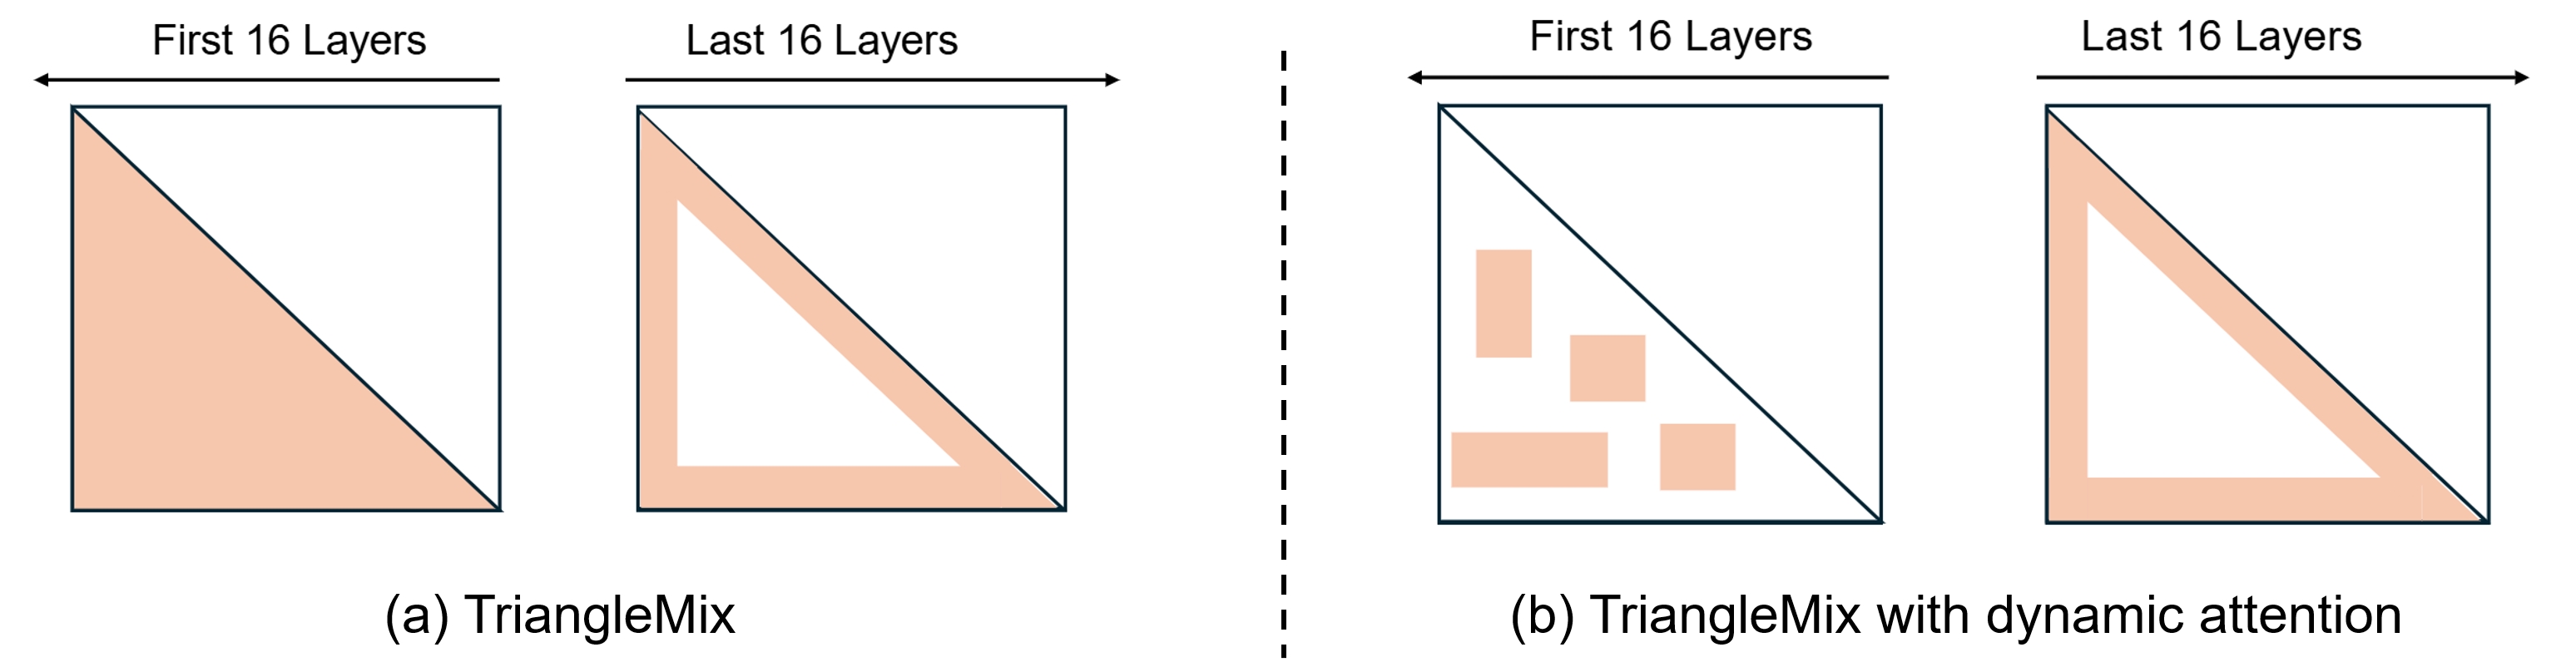 First 16 Layers
Last 16 Layers
(a) TriangleMix
First 16 Layers
Last 16 Layers
(b) TriangleMix with dynamic attention